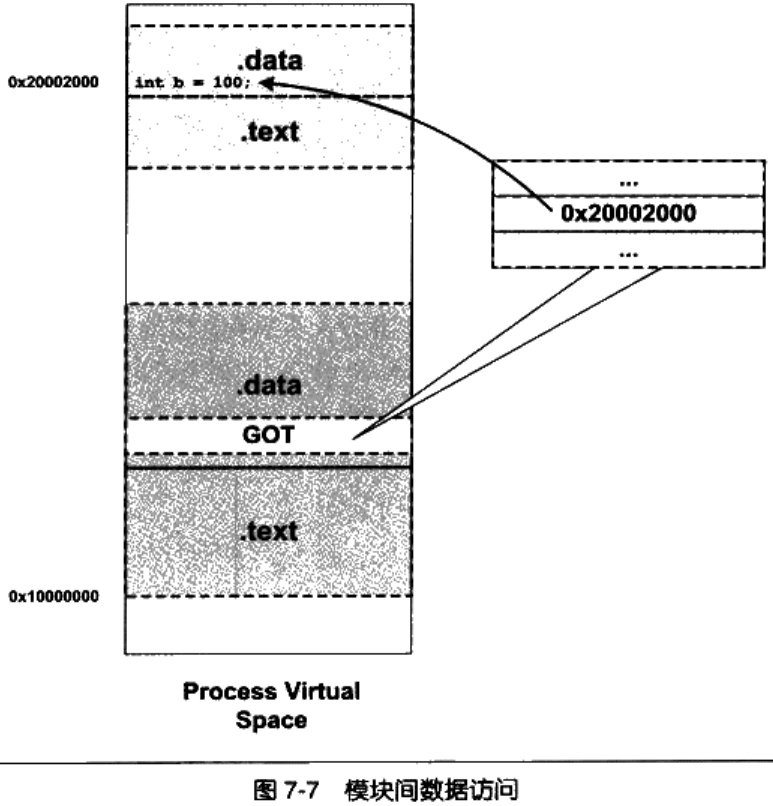 .data
0x20002000
int b = 100;
.text
...
0x20002000
...
.data
GOT
.text
0x10000000
Process Virtual
Space
图 7-7 模块间数据访问